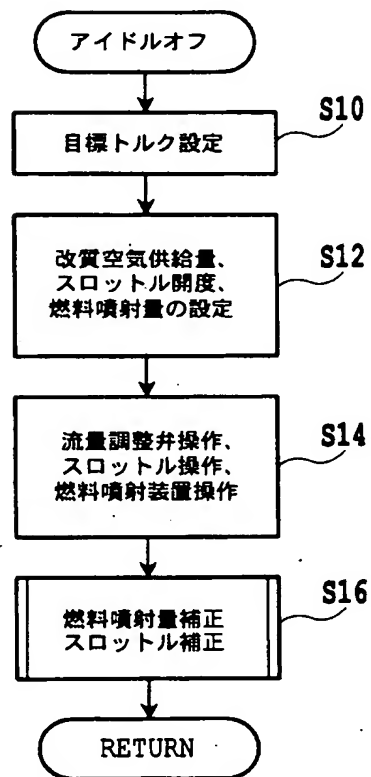 アイドルオフ
S10
目標トルク設定
S12
改質空気供給量、
スロットル開度、
燃料噴射量の設定
S14
流量調整弁操作、
スロットル操作、
燃料噴射装置操作
S16
燃料噴射量補正
スロットル補正
RETURN